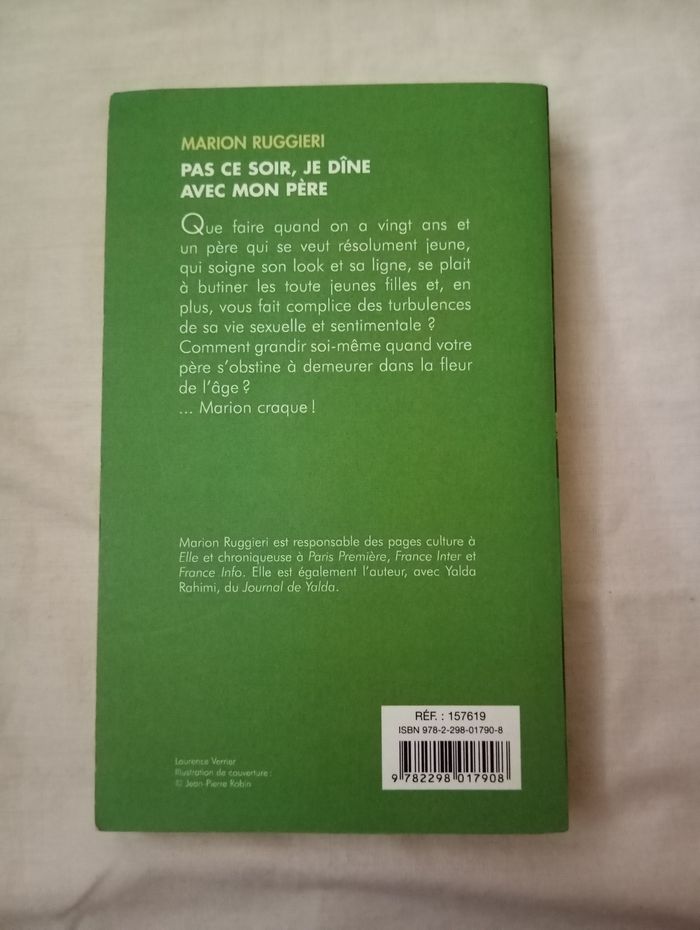 MARION RUGGIERI
PAS CE SOIR, JE DÎNE
AVEC MON PÈRE
Que faire quand on a vingt ans et
un père qui se veut résolument jeune,
qui soigne son look et sa ligne, se plait
à butiner les toute jeunes filles et, en
plus, vous fait complice des turbulences
de sa vie sexuelle et sentimentale ?
Comment grandir soi-même quand votre
père s'obstine à demeurer dans la fleur
de l'âge ?
... Marion craque !
Marion Ruggieri est responsable des pages culture à
Elle et chroniqueuse à Paris Première, France Inter et
France Info. Elle est également l'auteur, avec Yalda
Rahimi, du Journal de Yalda.
RÉF. : 157619
ISBN 978-2-298-01790-8
9 782298 017908
Laurence Verrier
Illustration de couverture :
© Jean-Pierre Robin